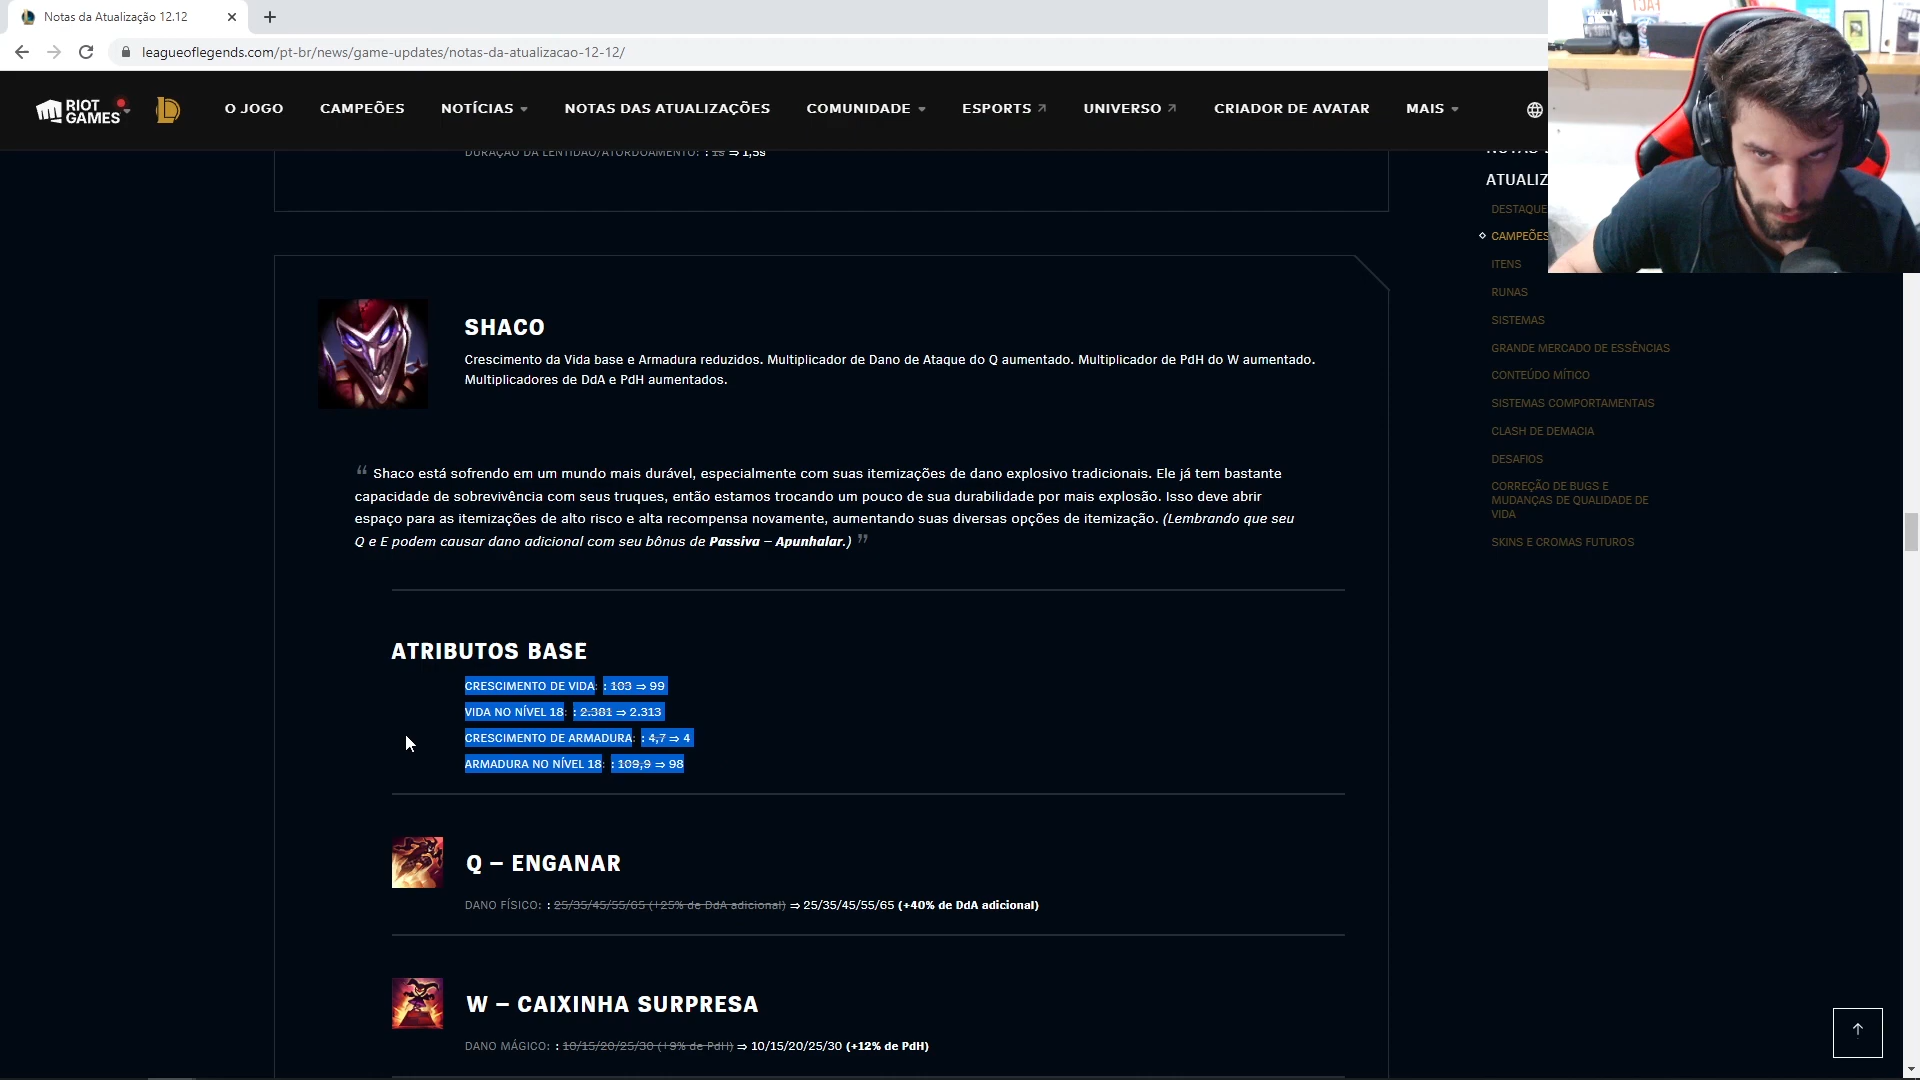 Notas da Atualização 12.12
leagueoflegends.com/pt-br/news/game-updates/notas-da-atualizacao-12-12/
RIOT GAMES
O JOGO
CAMPEÕES
NOTÍCIAS
NOTAS DAS ATUALIZAÇÕES
COMUNIDADE
ESPORTS
UNIVERSO
CRIADOR DE AVATAR
MAIS
DURAÇÃO DA LENTIDÃO/ATORDOAMENTO: : 1s ⇒ 1,5s
SHACO
Crescimento da Vida base e Armadura reduzidos. Multiplicador de Dano de Ataque do Q aumentado. Multiplicador de PdH do W aumentado.
Multiplicadores de DdA e PdH aumentados.
“ Shaco está sofrendo em um mundo mais durável, especialmente com suas itemizações de dano explosivo tradicionais. Ele já tem bastante
capacidade de sobrevivência com seus truques, então estamos trocando um pouco de sua durabilidade por mais explosão. Isso deve abrir
espaço para as itemizações de alto risco e alta recompensa novamente, aumentando suas diversas opções de itemização. (Lembrando que seu
Q e E podem causar dano adicional com seu bônus de Passiva – Apunhalar.) ”
ATRIBUTOS BASE
CRESCIMENTO DE VIDA: : 103 ⇒ 99
VIDA NO NÍVEL 18: : 2.381 ⇒ 2.313
CRESCIMENTO DE ARMADURA: : 4,7 ⇒ 4
ARMADURA NO NÍVEL 18: : 109,9 ⇒ 98
Q – ENGANAR
DANO FÍSICO: : 25/35/45/55/65 (+25% de DdA adicional) ⇒ 25/35/45/55/65 (+40% de DdA adicional)
W – CAIXINHA SURPRESA
DANO MÁGICO: : 10/15/20/25/30 (+9% de PdH) ⇒ 10/15/20/25/30 (+12% de PdH)
ATUALIZ
DESTAQUE
CAMPEÕES
ITENS
RUNAS
SISTEMAS
GRANDE MERCADO DE ESSÊNCIAS
CONTEÚDO MÍTICO
SISTEMAS COMPORTAMENTAIS
CLASH DE DEMACIA
DESAFIOS
CORREÇÃO DE BUGS E
MUDANÇAS DE QUALIDADE DE
VIDA
SKINS E CROMAS FUTUROS